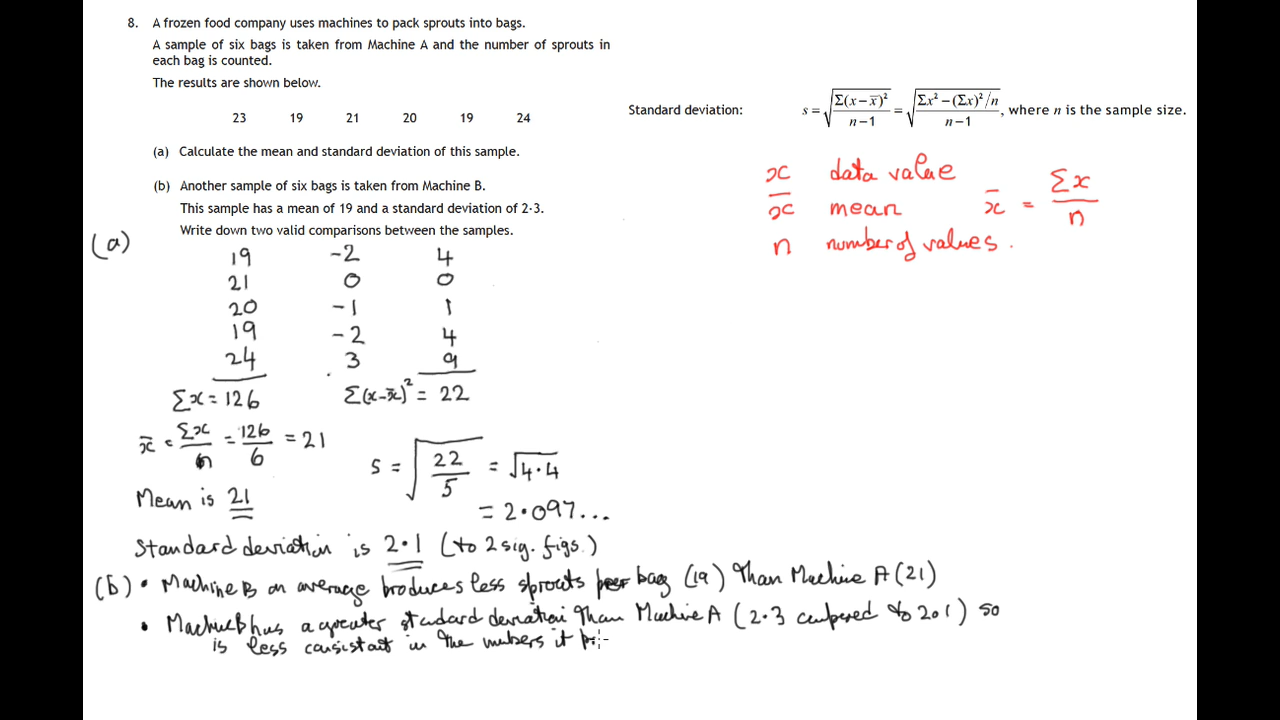 8. A frozen food company uses machines to pack sprouts into bags.
A sample of six bags is taken from Machine A and the number of sprouts in
each bag is counted.
The results are shown below.
23 19 21 20 19 24
(a) Calculate the mean and standard deviation of this sample.
(b) Another sample of six bags is taken from Machine B.
This sample has a mean of 19 and a standard deviation of 2·3.
Write down two valid comparisons between the samples.
Standard deviation: s = √(Σ(x−x̄)²/(n−1)) = √((Σx²−(Σx)²/n)/(n−1)), where n is the sample size.
x data value
x̄ mean x̄ = Σx/n
n number of values.
(a)
19 -2 4
21 0 0
20 -1 1
19 -2 4
24 3 9
Σx = 126 Σ(x-x̄)² = 22
x̄ = Σx/n = 126/6 = 21
s = √(22/5) = √4·4
= 2·097...
Mean is 21
Standard deviation is 2·1 (to 2 sig. figs.)
(b) • Machine B on average produces less sprouts per bag (19) than Machine A (21)
• Machine B has a greater standard deviation than Machine A (2·3 compared to 2·1) so
is less consistant in the numbers it